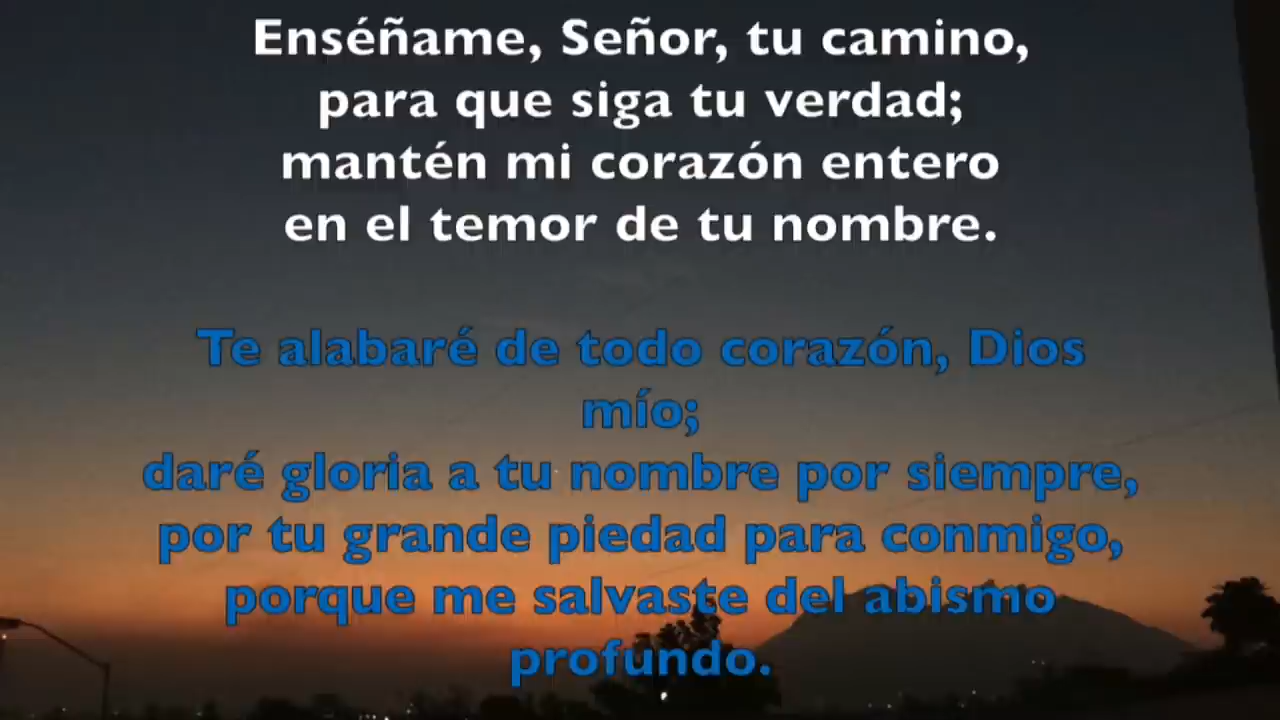 Enséñame, Señor, tu camino,
para que siga tu verdad;
mantén mi corazón entero
en el temor de tu nombre.
Te alabaré de todo corazón, Dios
mío;
daré gloria a tu nombre por siempre,
por tu grande piedad para conmigo,
porque me salvaste del abismo
profundo.